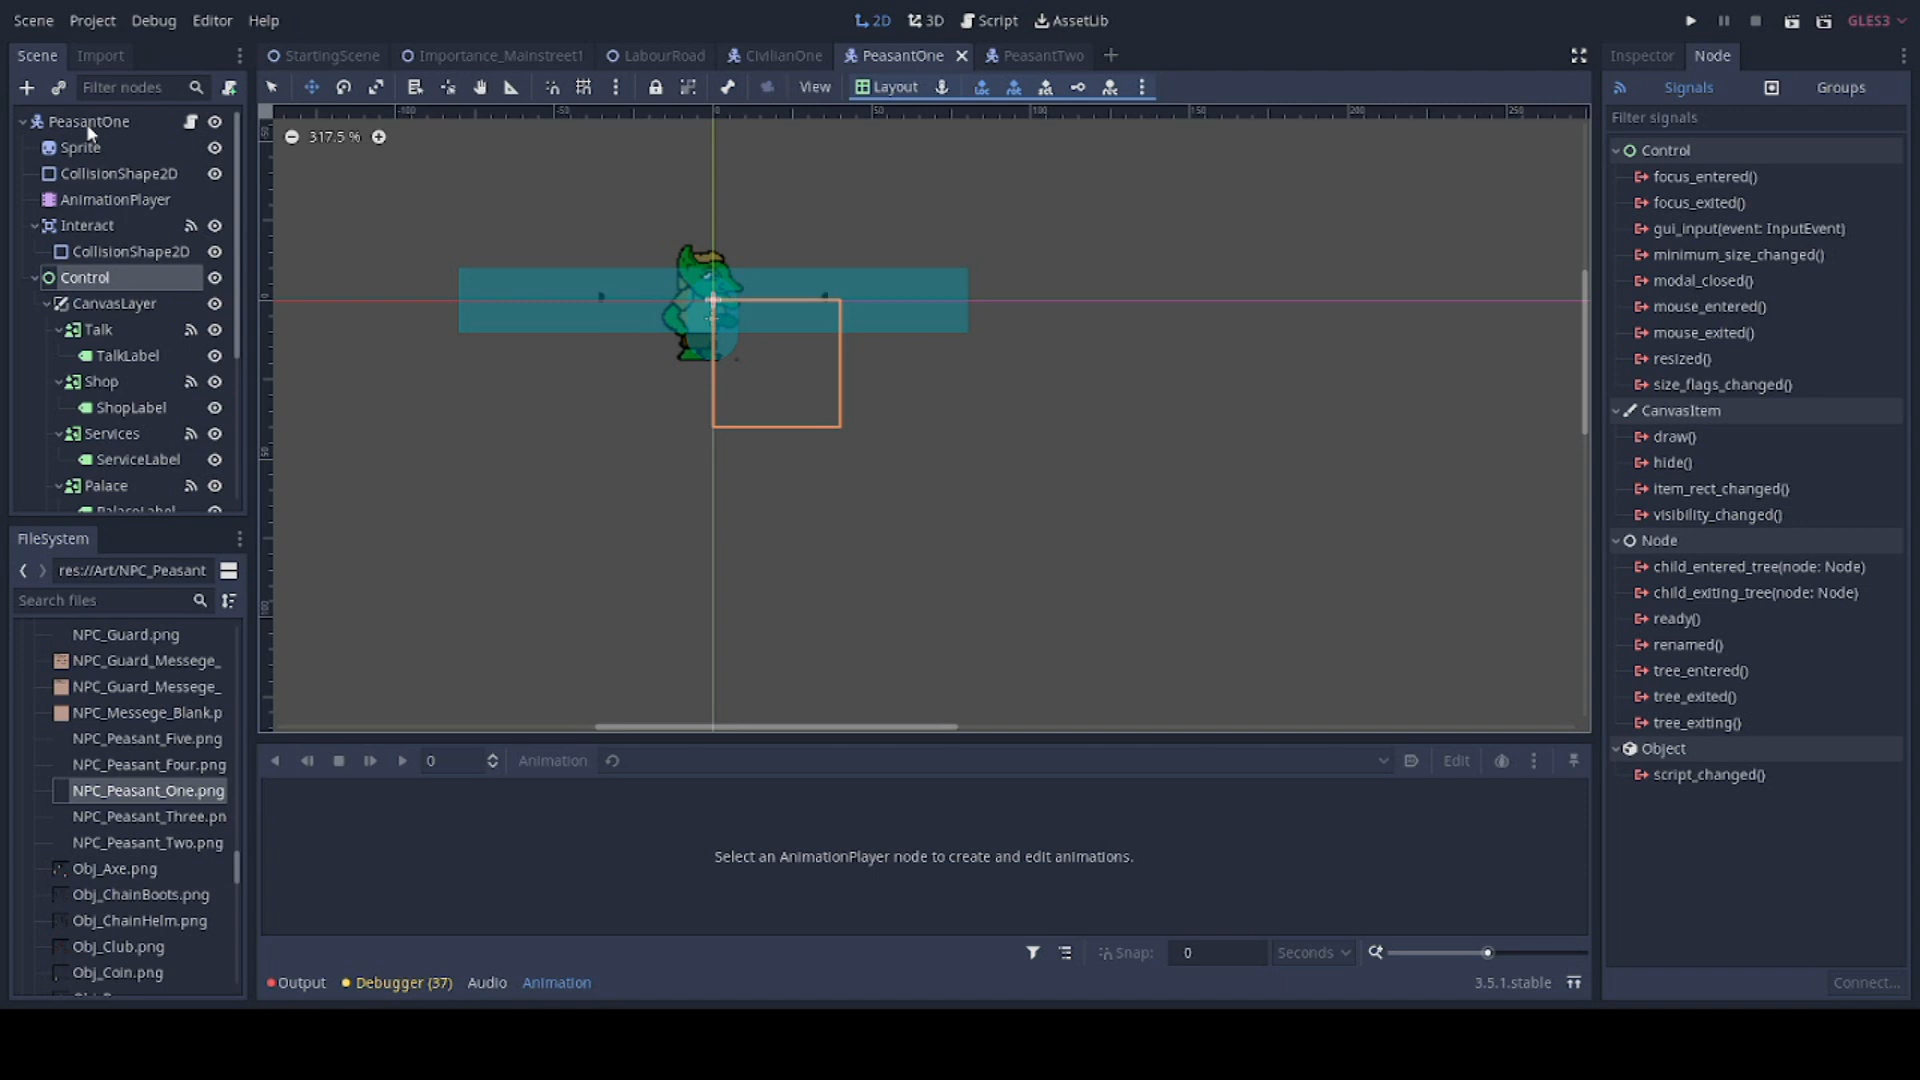 Scene Project Debug Editor Help
2D 3D Script AssetLib
GLES3
Scene Import
StartingScene Importance_Mainstreet1 LabourRoad CivilianOne PeasantOne PeasantTwo
Inspector Node
Filter nodes
View Layout
Signals Groups
Filter signals
317.5 %
PeasantOne
Sprite
CollisionShape2D
AnimationPlayer
Interact
CollisionShape2D
Control
CanvasLayer
Talk
TalkLabel
Shop
ShopLabel
Services
ServiceLabel
Palace
PalaceLabel
FileSystem
res://Art/NPC_Peasant
Search files
NPC_Guard.png
NPC_Guard_Messege_
NPC_Guard_Messege_
NPC_Messege_Blank.p
NPC_Peasant_Five.png
NPC_Peasant_Four.png
NPC_Peasant_One.png
NPC_Peasant_Three.pn
NPC_Peasant_Two.png
Obj_Axe.png
Obj_ChainBoots.png
Obj_ChainHelm.png
Obj_Club.png
Obj_Coin.png
0 Animation Edit
Select an AnimationPlayer node to create and edit animations.
Snap: 0 Seconds
Output Debugger (37) Audio Animation 3.5.1.stable
Control
focus_entered()
focus_exited()
gui_input(event: InputEvent)
minimum_size_changed()
modal_closed()
mouse_entered()
mouse_exited()
resized()
size_flags_changed()
CanvasItem
draw()
hide()
item_rect_changed()
visibility_changed()
Node
child_entered_tree(node: Node)
child_exiting_tree(node: Node)
ready()
renamed()
tree_entered()
tree_exited()
tree_exiting()
Object
script_changed()
Connect...